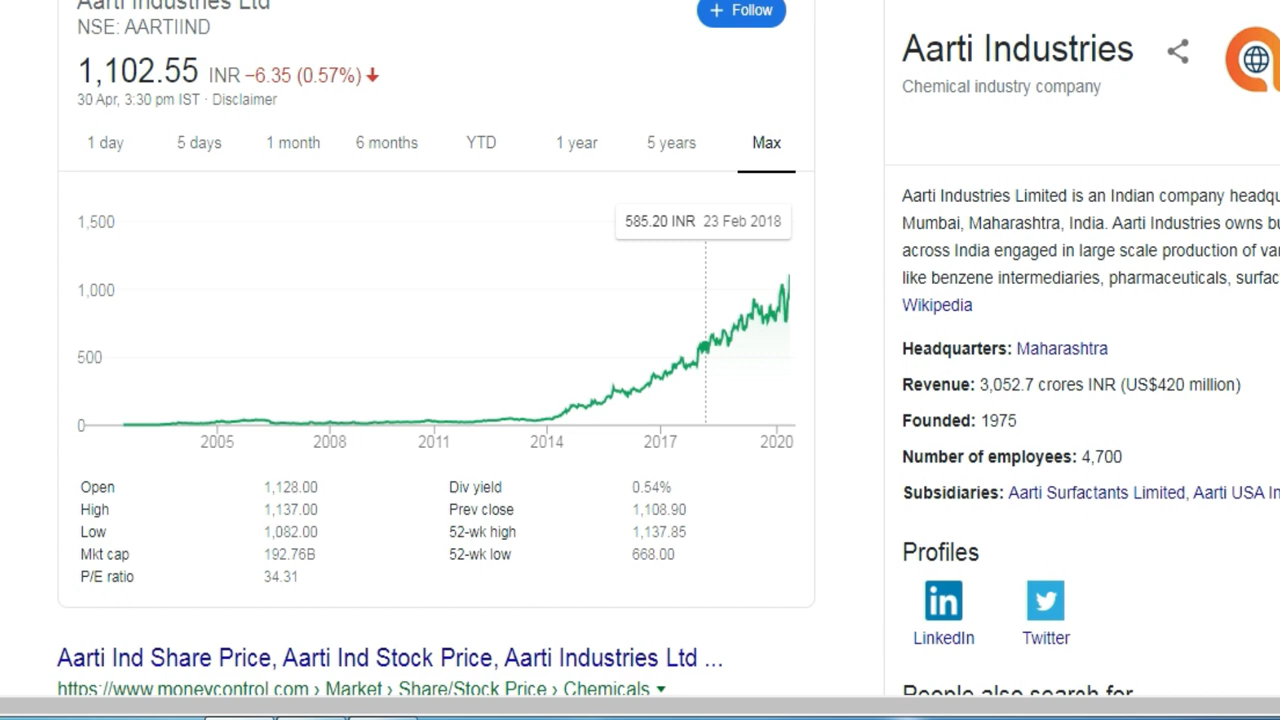 Aarti Industries Ltd
NSE: AARTIIND
+ Follow
1,102.55 INR −6.35 (0.57%)
30 Apr, 3:30 pm IST · Disclaimer
1 day 5 days 1 month 6 months YTD 1 year 5 years Max
585.20 INR 23 Feb 2018
1,500
1,000
500
0
2005 2008 2011 2014 2017 2020
Open 1,128.00 Div yield 0.54%
High 1,137.00 Prev close 1,108.90
Low 1,082.00 52-wk high 1,137.85
Mkt cap 192.76B 52-wk low 668.00
P/E ratio 34.31
Aarti Ind Share Price, Aarti Ind Stock Price, Aarti Industries Ltd ...
https://www.moneycontrol.com › Market › Share/Stock Price › Chemicals
Aarti Industries
Chemical industry company
Aarti Industries Limited is an Indian company
Mumbai, Maharashtra, India. Aarti Industries owns
across India engaged in large scale production of
like benzene intermediaries, pharmaceuticals,
Wikipedia
Headquarters: Maharashtra
Revenue: 3,052.7 crores INR (US$420 million)
Founded: 1975
Number of employees: 4,700
Subsidiaries: Aarti Surfactants Limited, Aarti USA
Profiles
in
LinkedIn Twitter
People also search for